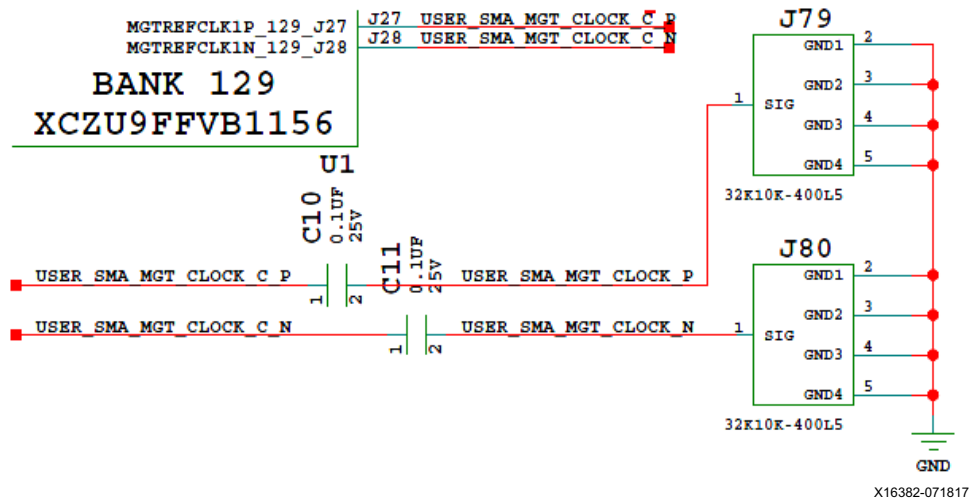 MGTREFCLK1P_129_J27 J27 USER_SMA_MGT_CLOCK_C_P
MGTREFCLK1N_129_J28 J28 USER_SMA_MGT_CLOCK_C_N
BANK 129
XCZU9FFVB1156
U1
J79
1 SIG
GND1 2
GND2 3
GND3 4
GND4 5
32K10K-400L5
C10
0.1UF
25V
C11
0.1UF
25V
USER_SMA_MGT_CLOCK_C_P 1 2 USER_SMA_MGT_CLOCK_P
USER_SMA_MGT_CLOCK_C_N 1 2 USER_SMA_MGT_CLOCK_N
J80
1 SIG
GND1 2
GND2 3
GND3 4
GND4 5
32K10K-400L5
GND
X16382-071817